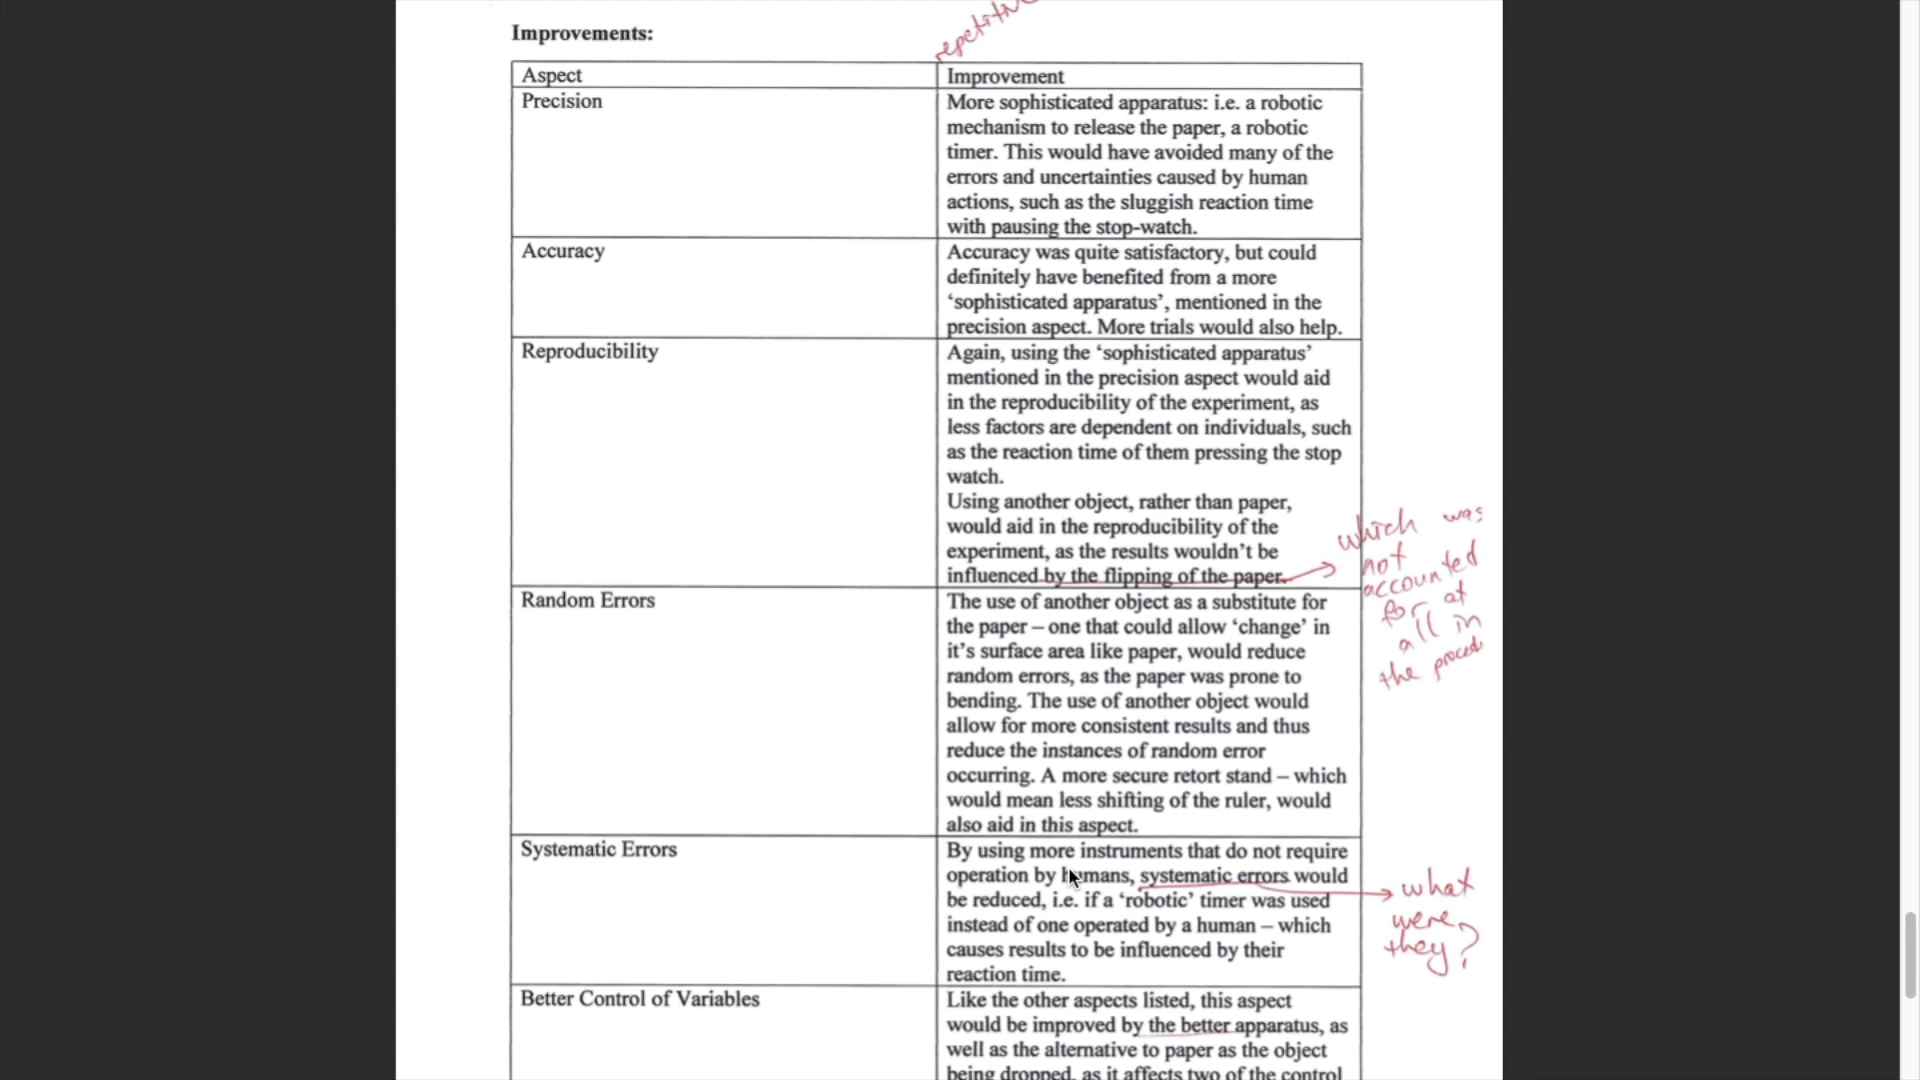 repetitive
Improvements:
Aspect
Improvement
Precision
More sophisticated apparatus: i.e. a robotic
mechanism to release the paper, a robotic
timer. This would have avoided many of the
errors and uncertainties caused by human
actions, such as the sluggish reaction time
with pausing the stop-watch.
Accuracy
Accuracy was quite satisfactory, but could
definitely have benefited from a more
‘sophisticated apparatus’, mentioned in the
precision aspect. More trials would also help.
Reproducibility
Again, using the ‘sophisticated apparatus’
mentioned in the precision aspect would aid
in the reproducibility of the experiment, as
less factors are dependent on individuals, such
as the reaction time of them pressing the stop
watch.
Using another object, rather than paper,
would aid in the reproducibility of the
experiment, as the results wouldn’t be
influenced by the flipping of the paper.
which was
not
accounted
for at
all in
the proced
Random Errors
The use of another object as a substitute for
the paper – one that could allow ‘change’ in
it’s surface area like paper, would reduce
random errors, as the paper was prone to
bending. The use of another object would
allow for more consistent results and thus
reduce the instances of random error
occurring. A more secure retort stand – which
would mean less shifting of the ruler, would
also aid in this aspect.
Systematic Errors
By using more instruments that do not require
operation by humans, systematic errors would
be reduced, i.e. if a ‘robotic’ timer was used
instead of one operated by a human – which
causes results to be influenced by their
reaction time.
what
were
they?
Better Control of Variables
Like the other aspects listed, this aspect
would be improved by the better apparatus, as
well as the alternative to paper as the object
being dropped, as it affects two of the control